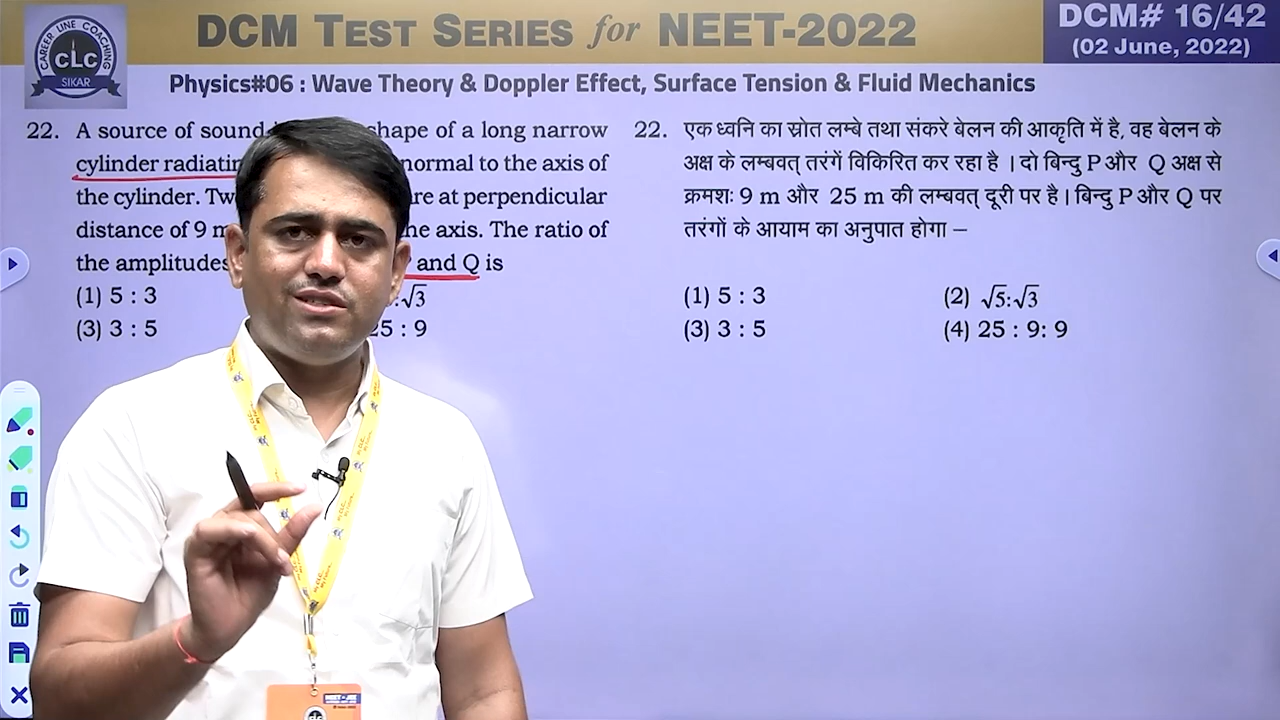 DCM TEST SERIES for NEET-2022
DCM# 16/42
(02 June, 2022)
CAREER LINE COACHING
CLC
SIKAR
Physics#06 : Wave Theory & Doppler Effect, Surface Tension & Fluid Mechanics
22. A source of sound shape of a long narrow
cylinder radiatin normal to the axis of
the cylinder. Tw re at perpendicular
distance of 9 m he axis. The ratio of
the amplitudes and Q is
(1) 5 : 3 :√3
(3) 3 : 5 25 : 9
22. एक ध्वनि का स्रोत लम्बे तथा संकरे बेलन की आकृति में है, वह बेलन के
अक्ष के लम्बवत् तरंगें विकिरित कर रहा है । दो बिन्दु P और Q अक्ष से
क्रमशः 9 m और 25 m की लम्बवत् दूरी पर है। बिन्दु P और Q पर
तरंगों के आयाम का अनुपात होगा –
(1) 5 : 3 (2) √5:√3
(3) 3 : 5 (4) 25 : 9: 9